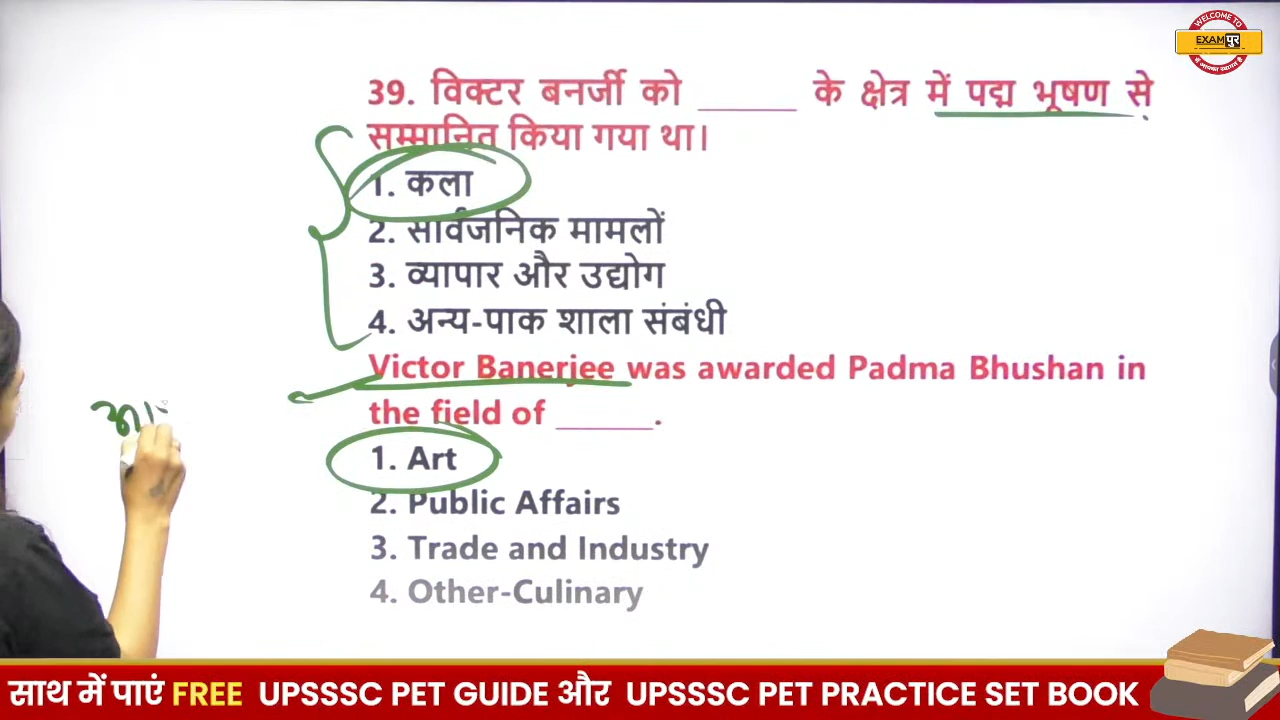 WELCOME TO
EXAMपुर
में आपका स्वागत है
39. विक्टर बनर्जी को ______ के क्षेत्र में पद्म भूषण से
सम्मानित किया गया था।
1. कला
2. सार्वजनिक मामलों
3. व्यापार और उद्योग
4. अन्य-पाक शाला संबंधी
Victor Banerjee was awarded Padma Bhushan in
the field of ______.
1. Art
2. Public Affairs
3. Trade and Industry
4. Other-Culinary
साथ में पाएं FREE UPSSSC PET GUIDE और UPSSSC PET PRACTICE SET BOOK